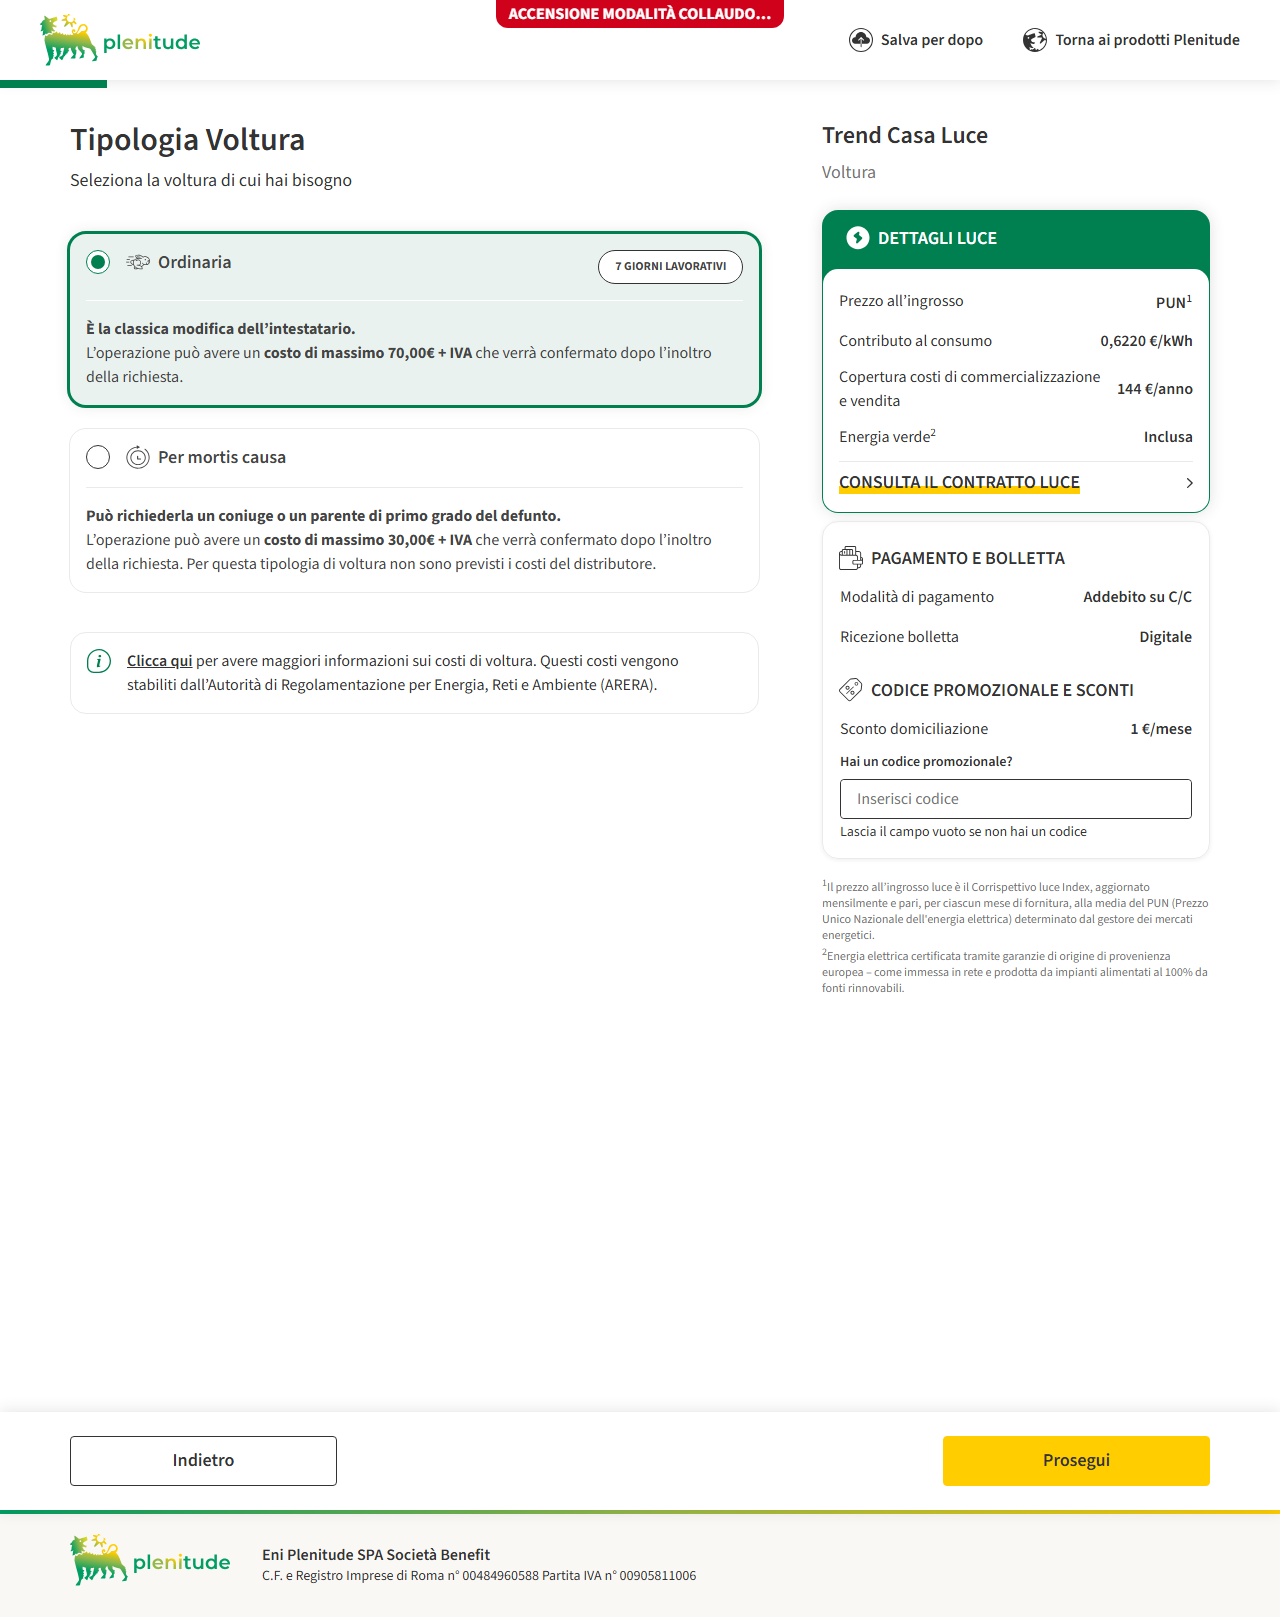 ACCENSIONE MODALITÀ COLLAUDO...
plenitude
Salva per dopo
Torna ai prodotti Plenitude
Tipologia Voltura
Seleziona la voltura di cui hai bisogno
Ordinaria
7 GIORNI LAVORATIVI
È la classica modifica dell’intestatario.
L’operazione può avere un costo di massimo 70,00€ + IVA che verrà confermato dopo l’inoltro
della richiesta.
Per mortis causa
Può richiederla un coniuge o un parente di primo grado del defunto.
L’operazione può avere un costo di massimo 30,00€ + IVA che verrà confermato dopo l’inoltro
della richiesta. Per questa tipologia di voltura non sono previsti i costi del distributore.
i
Clicca qui per avere maggiori informazioni sui costi di voltura. Questi costi vengono
stabiliti dall’Autorità di Regolamentazione per Energia, Reti e Ambiente (ARERA).
Trend Casa Luce
Voltura
DETTAGLI LUCE
Prezzo all’ingrosso PUN¹
Contributo al consumo 0,6220 €/kWh
Copertura costi di commercializzazione
e vendita 144 €/anno
Energia verde² Inclusa
CONSULTA IL CONTRATTO LUCE
PAGAMENTO E BOLLETTA
Modalità di pagamento Addebito su C/C
Ricezione bolletta Digitale
CODICE PROMOZIONALE E SCONTI
Sconto domiciliazione 1 €/mese
Hai un codice promozionale?
Inserisci codice
Lascia il campo vuoto se non hai un codice
¹Il prezzo all’ingrosso luce è il Corrispettivo luce Index, aggiornato
mensilmente e pari, per ciascun mese di fornitura, alla media del PUN (Prezzo
Unico Nazionale dell'energia elettrica) determinato dal gestore dei mercati
energetici.
²Energia elettrica certificata tramite garanzie di origine di provenienza
europea – come immessa in rete e prodotta da impianti alimentati al 100% da
fonti rinnovabili.
Indietro
Prosegui
plenitude
Eni Plenitude SPA Società Benefit
C.F. e Registro Imprese di Roma n° 00484960588 Partita IVA n° 00905811006